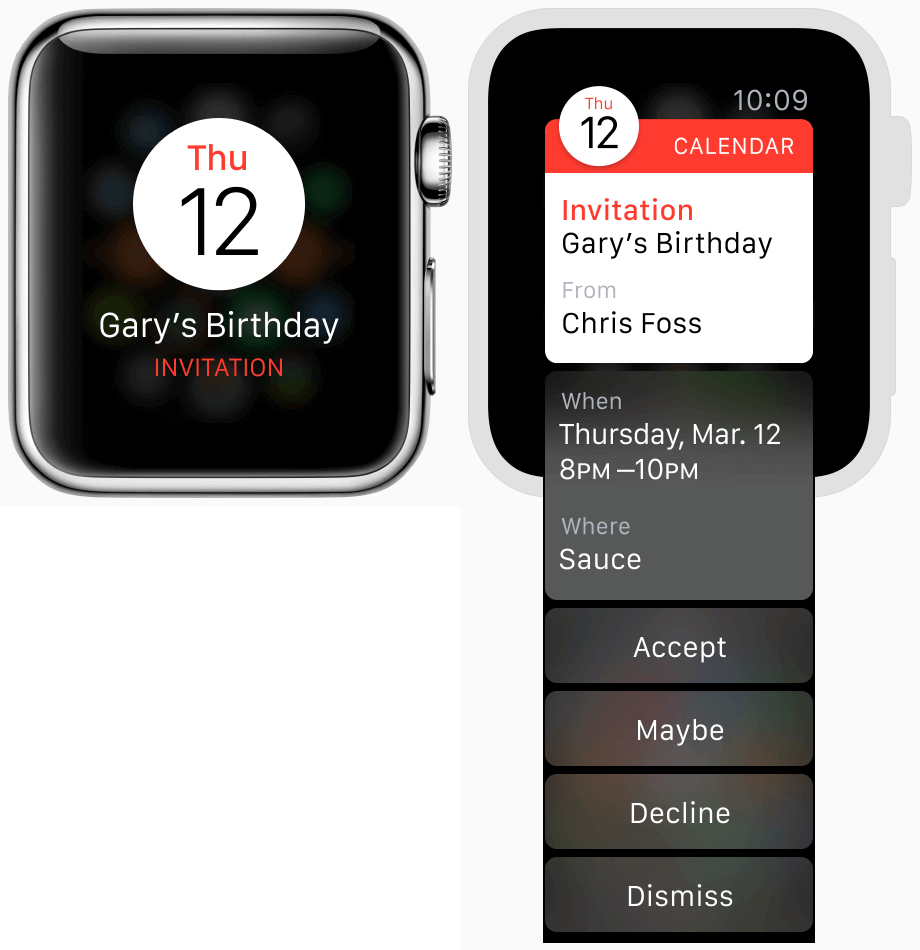 Thu
12
Gary’s Birthday
INVITATION
10:09
Thu
12
CALENDAR
Invitation
Gary’s Birthday
From
Chris Foss
When
Thursday, Mar. 12
8PM –10PM
Where
Sauce
Accept
Maybe
Decline
Dismiss